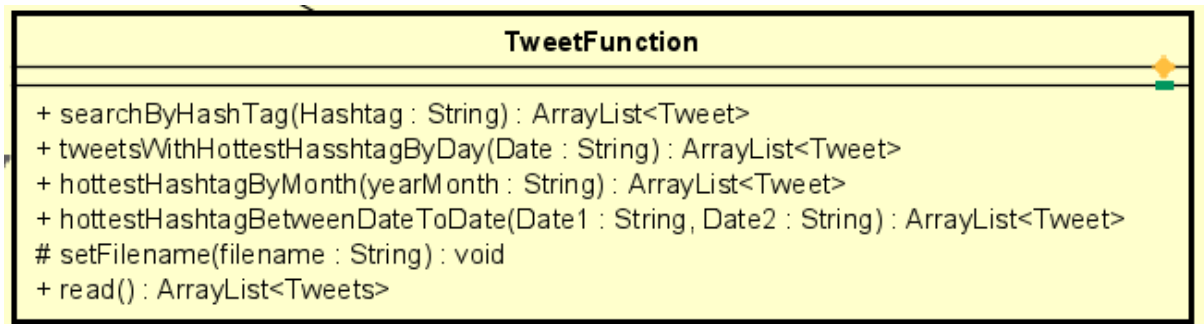 TweetFunction
+ searchByHashTag(Hashtag : String) : ArrayList<Tweet>
+ tweetsWithHottestHasshtagByDay(Date : String) : ArrayList<Tweet>
+ hottestHashtagByMonth(yearMonth : String) : ArrayList<Tweet>
+ hottestHashtagBetweenDateToDate(Date1 : String, Date2 : String) : ArrayList<Tweet>
# setFilename(filename : String) : void
+ read() : ArrayList<Tweets>